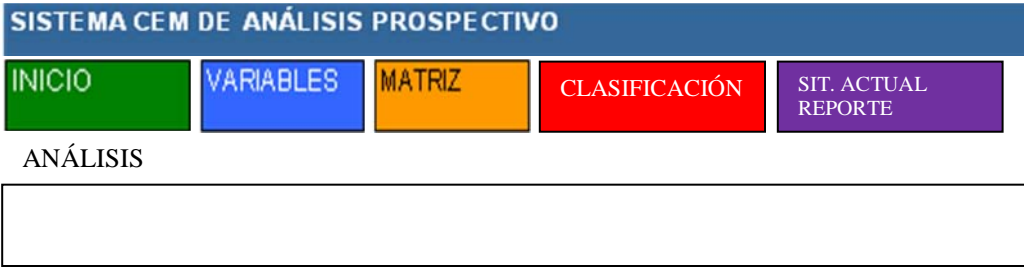 SISTEMA CEM DE ANÁLISIS PROSPECTIVO
INICIO
VARIABLES
MATRIZ
CLASIFICACIÓN
SIT. ACTUAL
REPORTE
ANÁLISIS